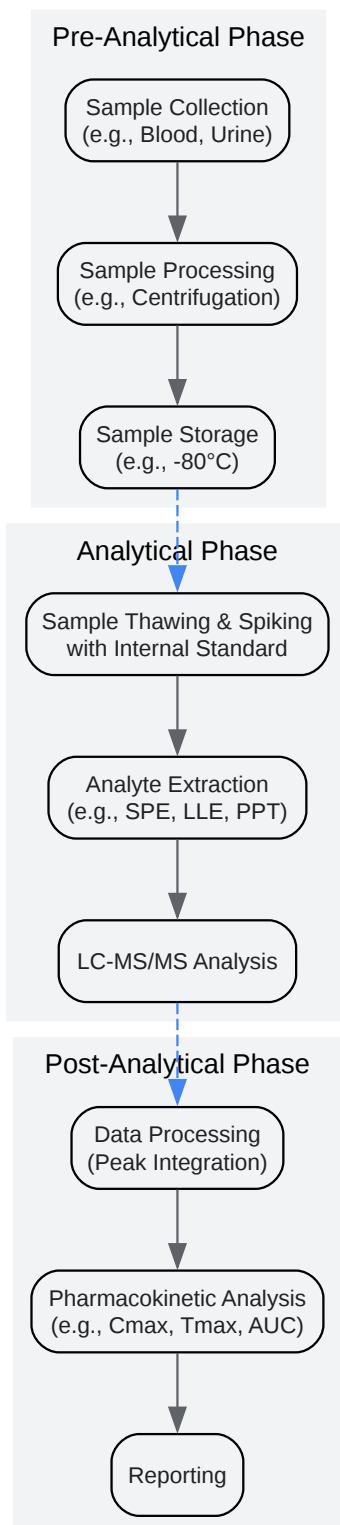 Pre-Analytical Phase
Sample Collection
(e.g., Blood, Urine)
Sample Processing
(e.g., Centrifugation)
Sample Storage
(e.g., -80°C)
Analytical Phase
Sample Thawing & Spiking
with Internal Standard
Analyte Extraction
(e.g., SPE, LLE, PPT)
LC-MS/MS Analysis
Post-Analytical Phase
Data Processing
(Peak Integration)
Pharmacokinetic Analysis
(e.g., Cmax, Tmax, AUC)
Reporting